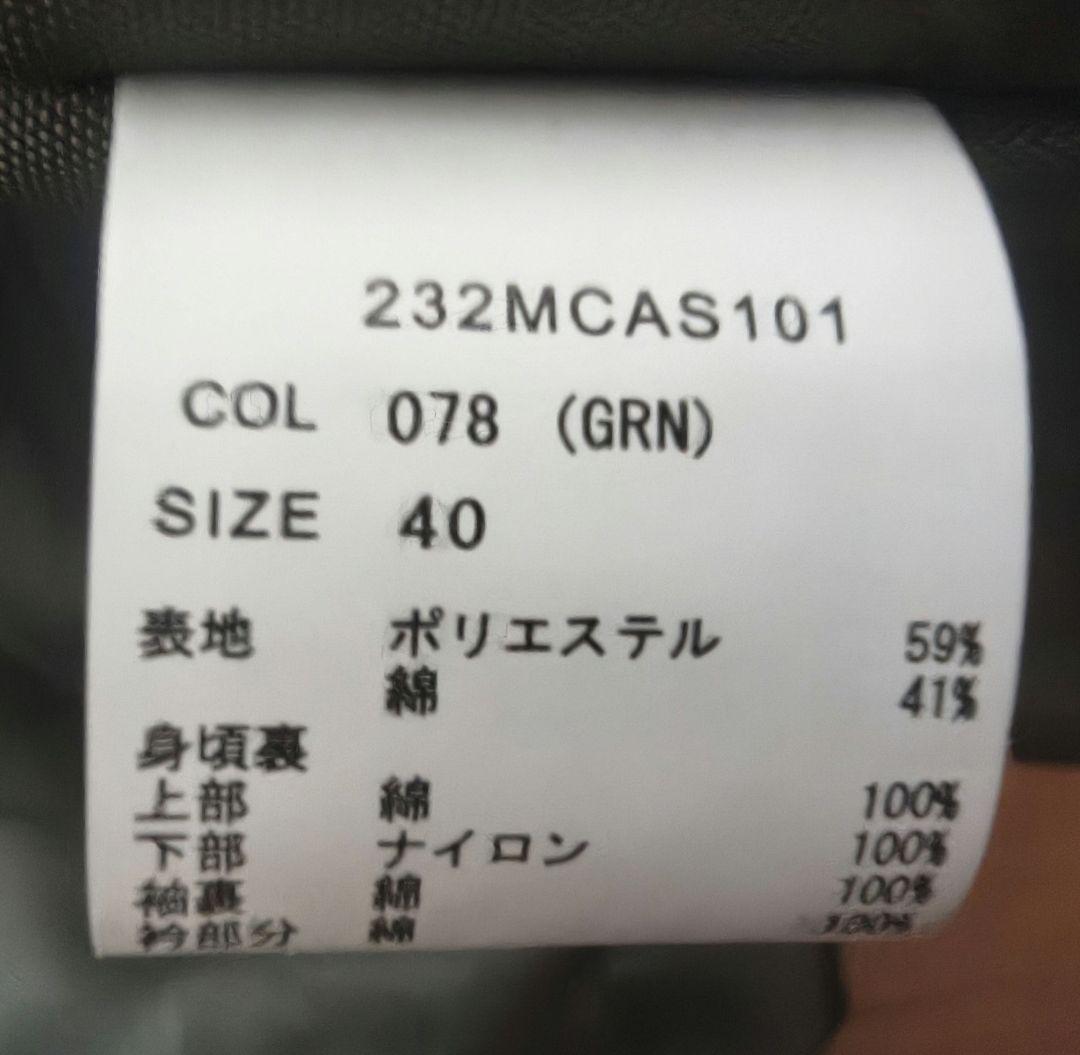 232MCAS101
COL 078 (GRN)
SIZE 40
表地 ポリエステル 59%
綿 41%
身頃裏
上部 綿 100%
下部 ナイロン 100%
袖裏 綿 100%
衿部分 綿 100%